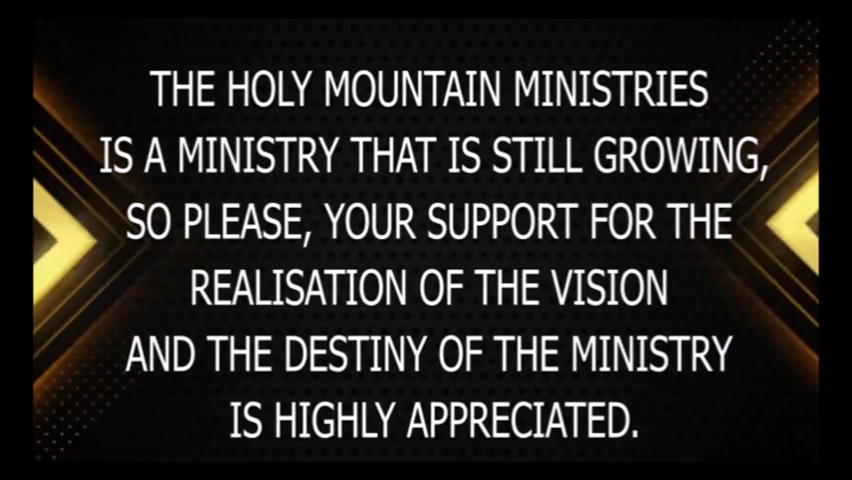 THE HOLY MOUNTAIN MINISTRIES
IS A MINISTRY THAT IS STILL GROWING,
SO PLEASE, YOUR SUPPORT FOR THE
REALISATION OF THE VISION
AND THE DESTINY OF THE MINISTRY
IS HIGHLY APPRECIATED.